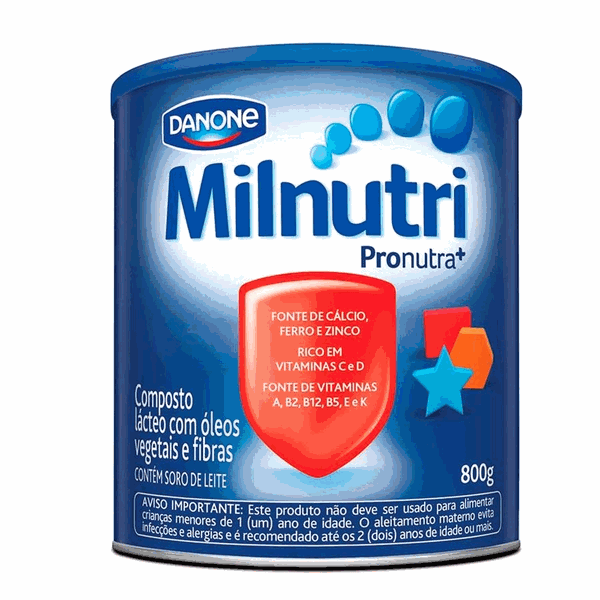 DANONE
Milnutri
Pronutra+
FONTE DE CÁLCIO,
FERRO E ZINCO
RICO EM
VITAMINAS C e D
FONTE DE VITAMINAS
A, B2, B12, B5, E e K
Composto
lácteo com óleos
vegetais e fibras
CONTÉM SORO DE LEITE
800g
AVISO IMPORTANTE: Este produto não deve ser usado para alimentar
crianças menores de 1 (um) ano de idade. O aleitamento materno evita
infecções e alergias e é recomendado até os 2 (dois) anos de idade ou mais.